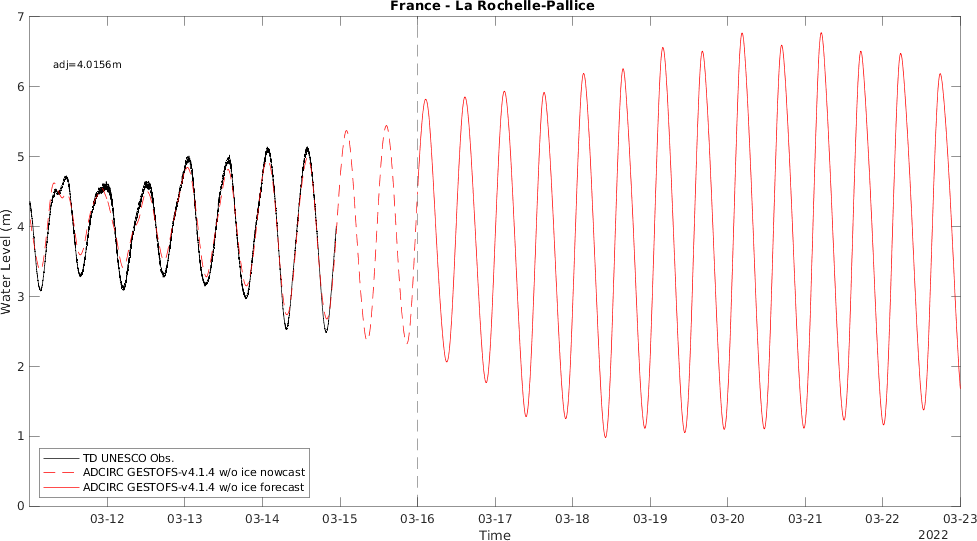 France - La Rochelle-Pallice
adj=4.0156m
Water Level (m)
7
6
5
4
3
2
1
0
TD UNESCO Obs.
ADCIRC GESTOFS-v4.1.4 w/o ice nowcast
ADCIRC GESTOFS-v4.1.4 w/o ice forecast
03-12 03-13 03-14 03-15 03-16 03-17 03-18 03-19 03-20 03-21 03-22 03-23
Time
2022